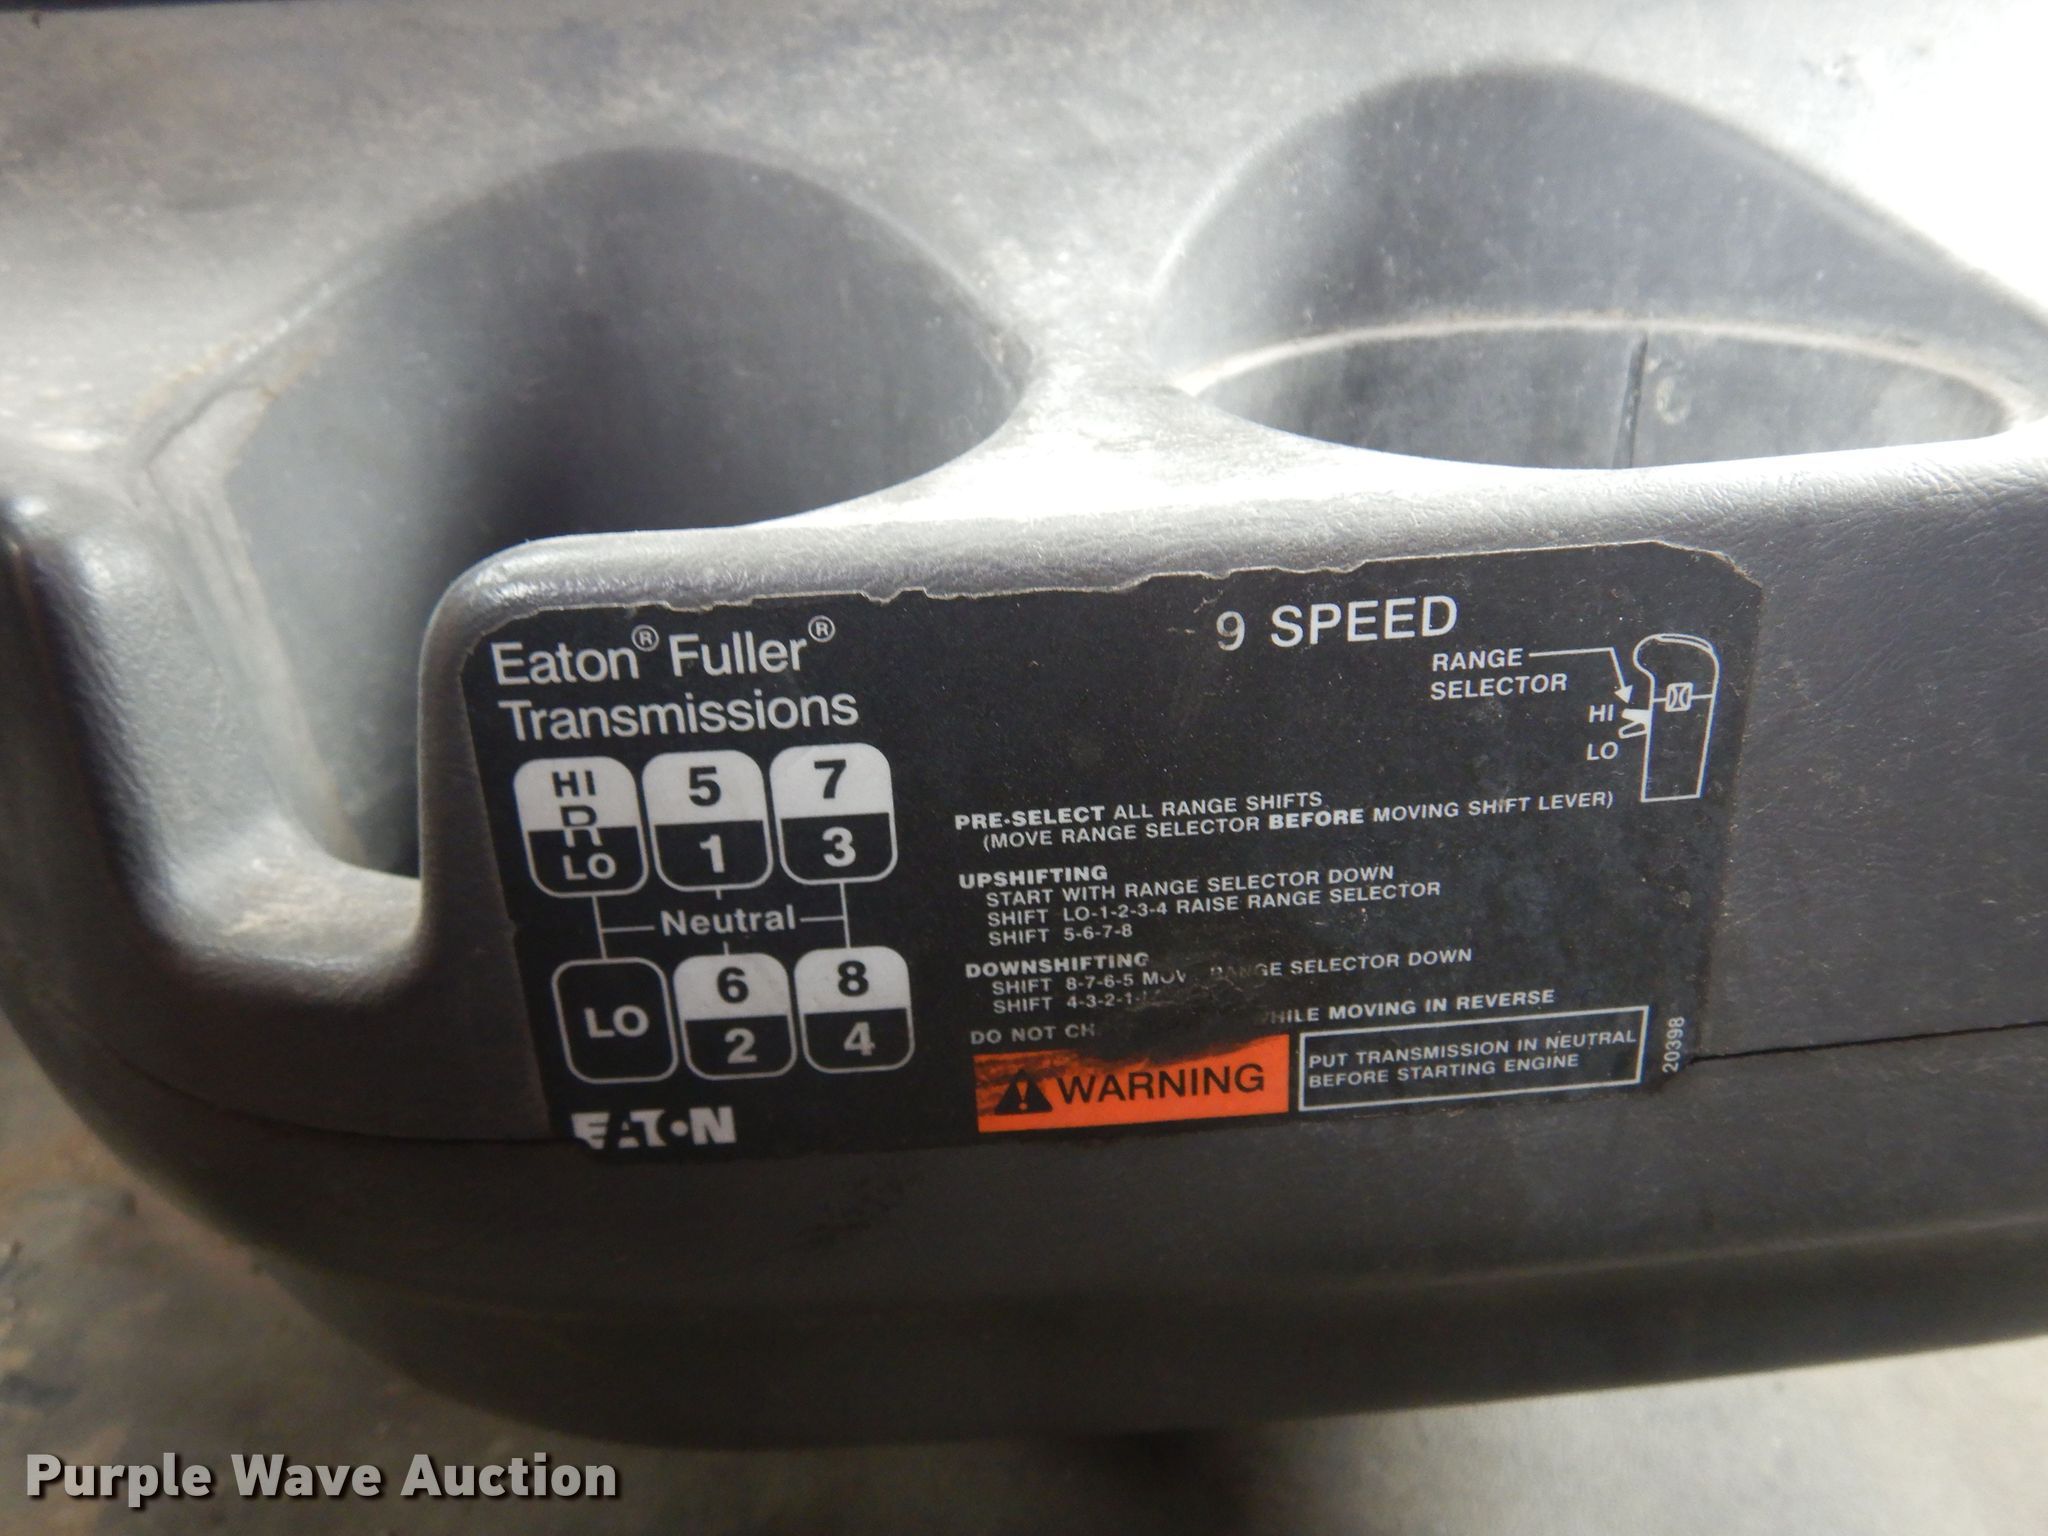 Eaton® Fuller®
Transmissions
9 SPEED
RANGE
SELECTOR
HI
LO
HI
R
LO
5
1
7
3
Neutral
LO
6
2
8
4
EATON
PRE-SELECT ALL RANGE SHIFTS
(MOVE RANGE SELECTOR BEFORE MOVING SHIFT LEVER)
UPSHIFTING
START WITH RANGE SELECTOR DOWN
SHIFT LO-1-2-3-4 RAISE RANGE SELECTOR
SHIFT 5-6-7-8
DOWNSHIFTING
SHIFT 8-7-6-5 RANGE SELECTOR DOWN
SHIFT 4-3-2-1-
DO NOT MOVING IN REVERSE
WARNING
PUT TRANSMISSION IN NEUTRAL
BEFORE STARTING ENGINE
20398
Purple Wave Auction